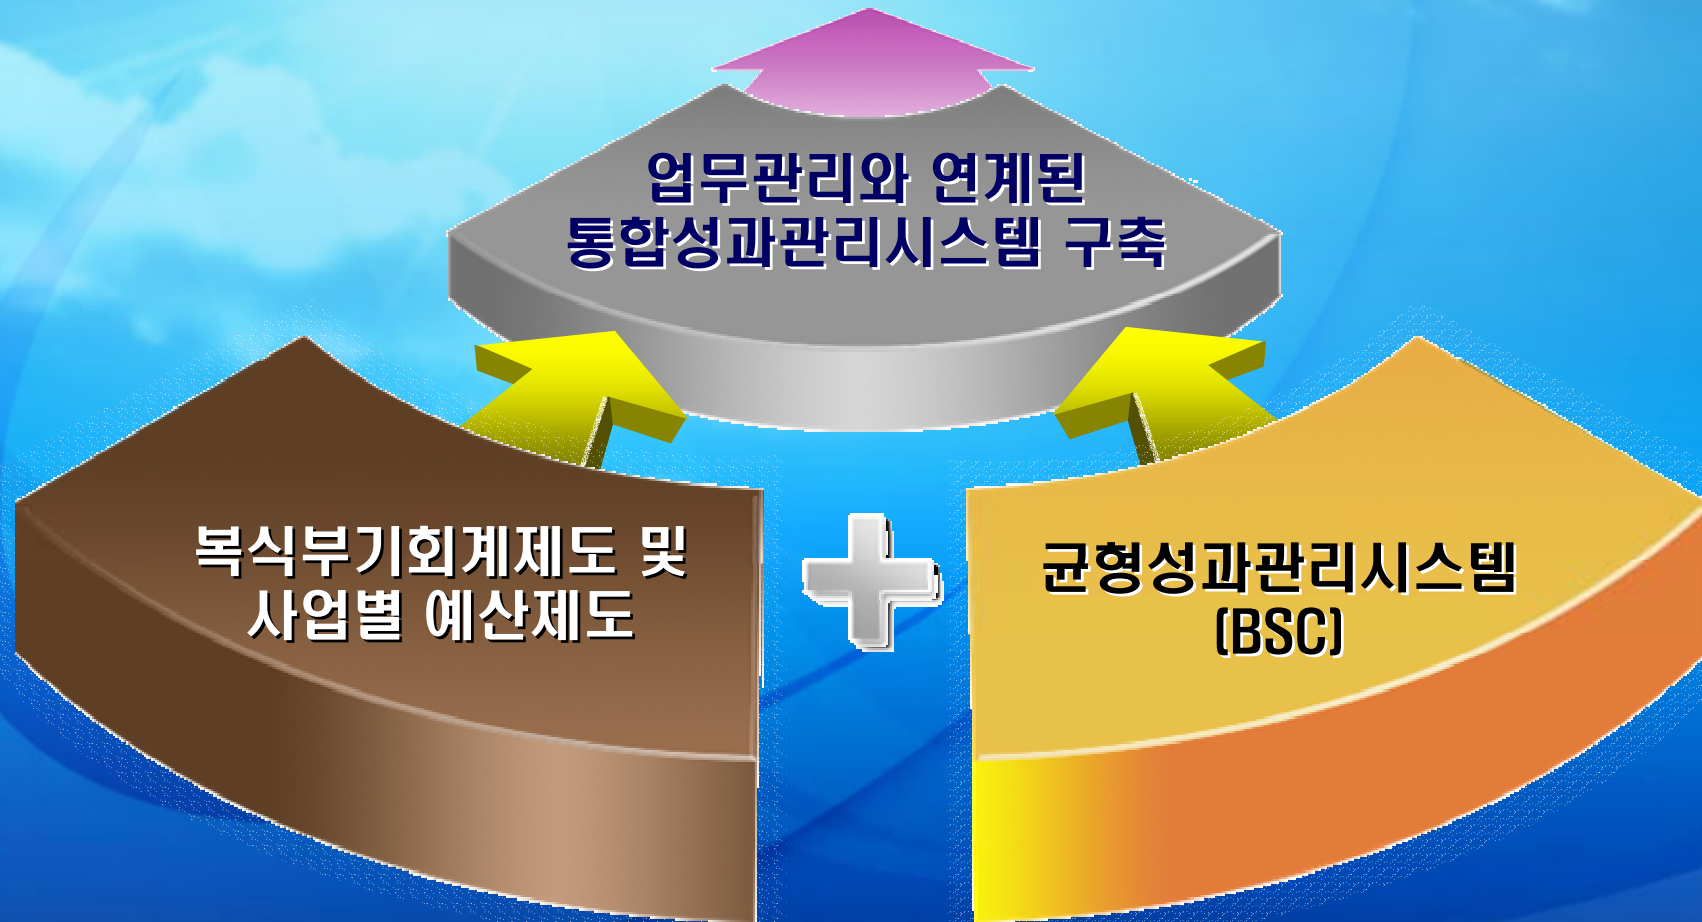 업무관리와 연계된
통합성과관리시스템 구축
복식부기회계제도 및
사업별 예산제도
균형성과관리시스템
(BSC)